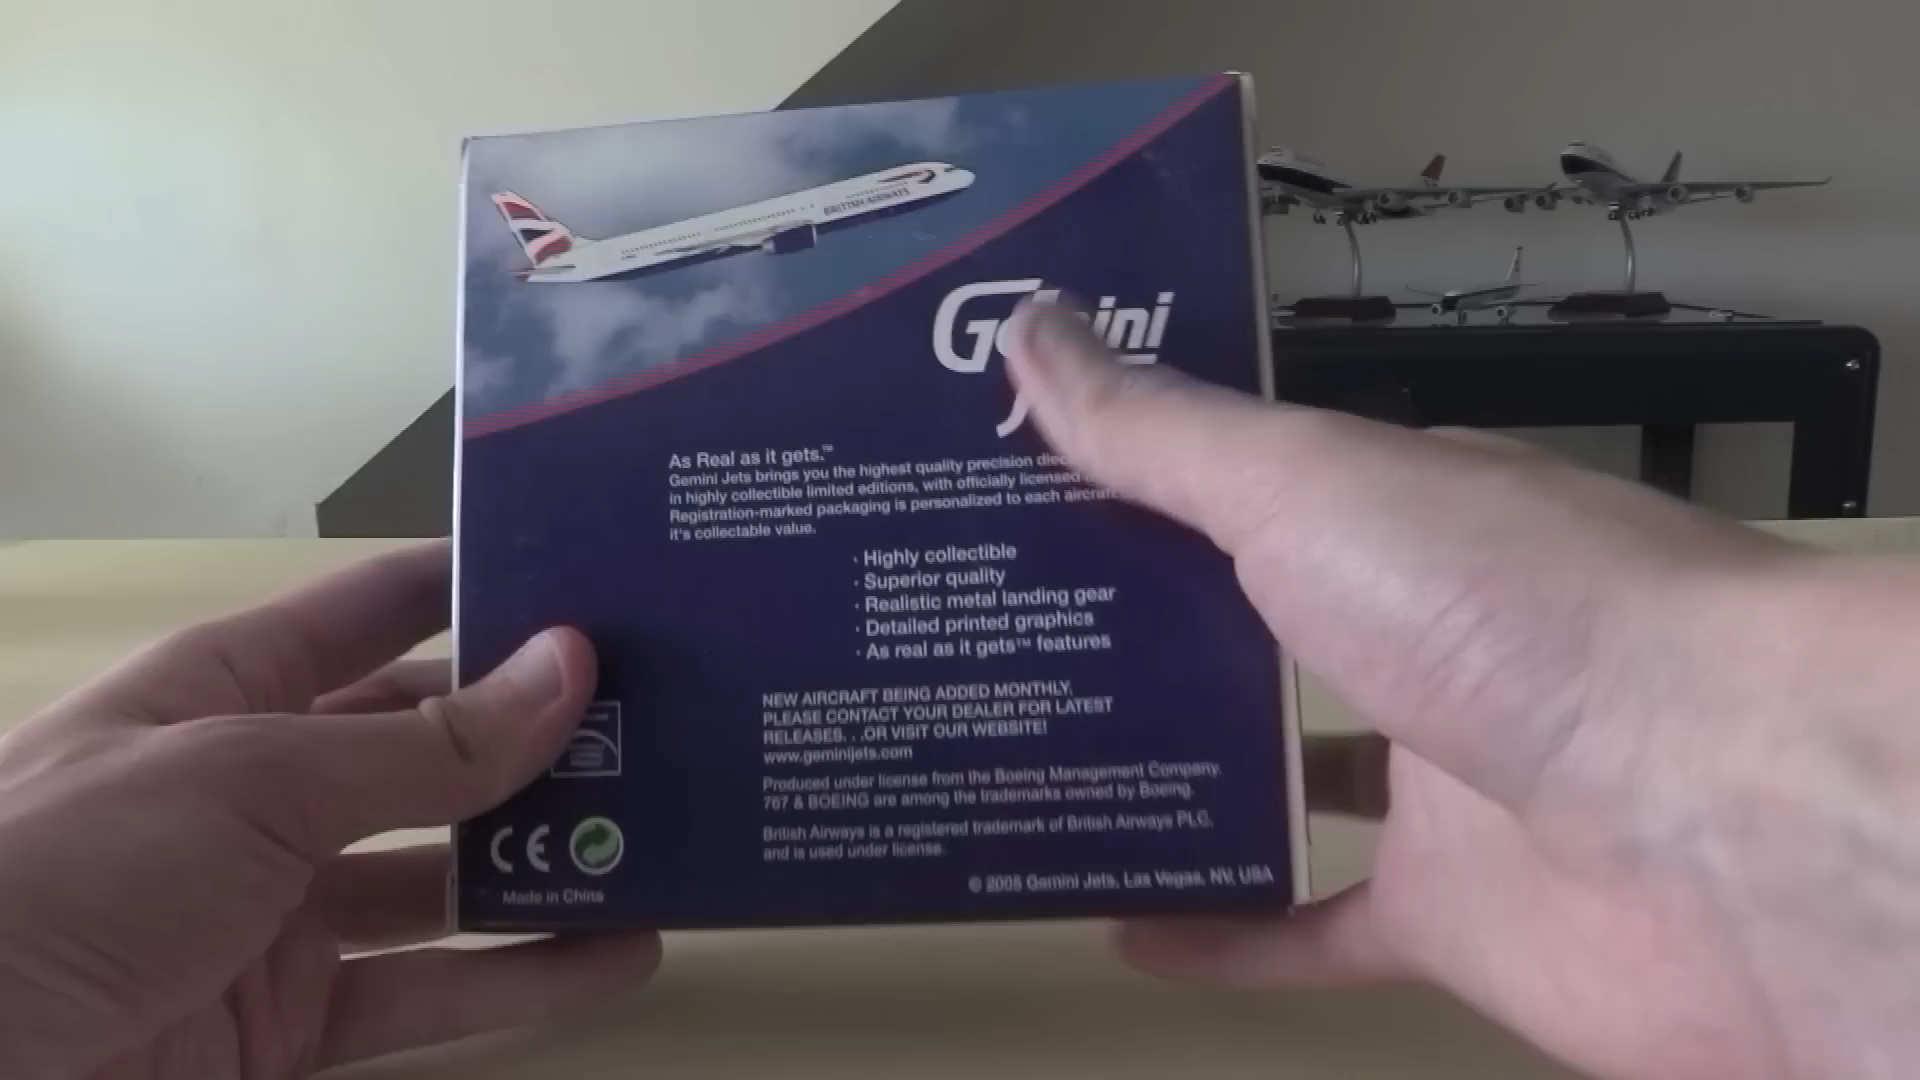 BRITISH AIRWAYS
As Real as it gets.™
Gemini Jets brings you the highest quality precision
in highly collectible limited editions, with officially licensed
Registration-marked packaging is personalized to each
it's collectable value.
· Highly collectible
· Superior quality
· Realistic metal landing gear
· Detailed printed graphics
· As real as it gets™ features
NEW AIRCRAFT BEING ADDED MONTHLY.
PLEASE CONTACT YOUR DEALER FOR LATEST
RELEASES. . .OR VISIT OUR WEBSITE!
www.geminijets.com
Produced under license from the Boeing Management Company.
767 & BOEING are among the trademarks owned by Boeing.
British Airways is a registered trademark of British Airways PLC.
and is used under license.
© 2005 Gemini Jets, Las Vegas, NV, USA
CE
Made in China